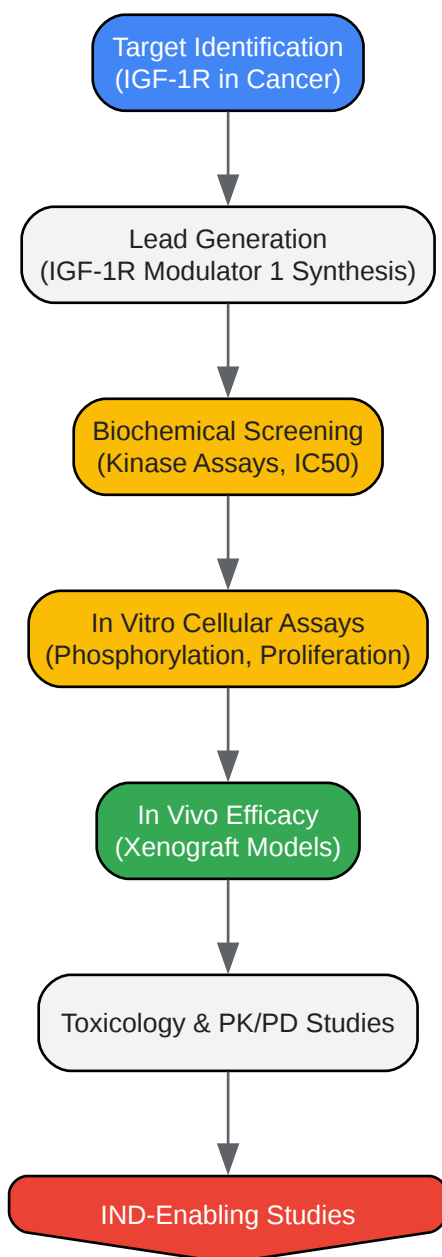 Target Identification
(IGF-1R in Cancer)
Lead Generation
(IGF-1R Modulator 1 Synthesis)
Biochemical Screening
(Kinase Assays, IC50)
In Vitro Cellular Assays
(Phosphorylation, Proliferation)
In Vivo Efficacy
(Xenograft Models)
Toxicology & PK/PD Studies
IND-Enabling Studies